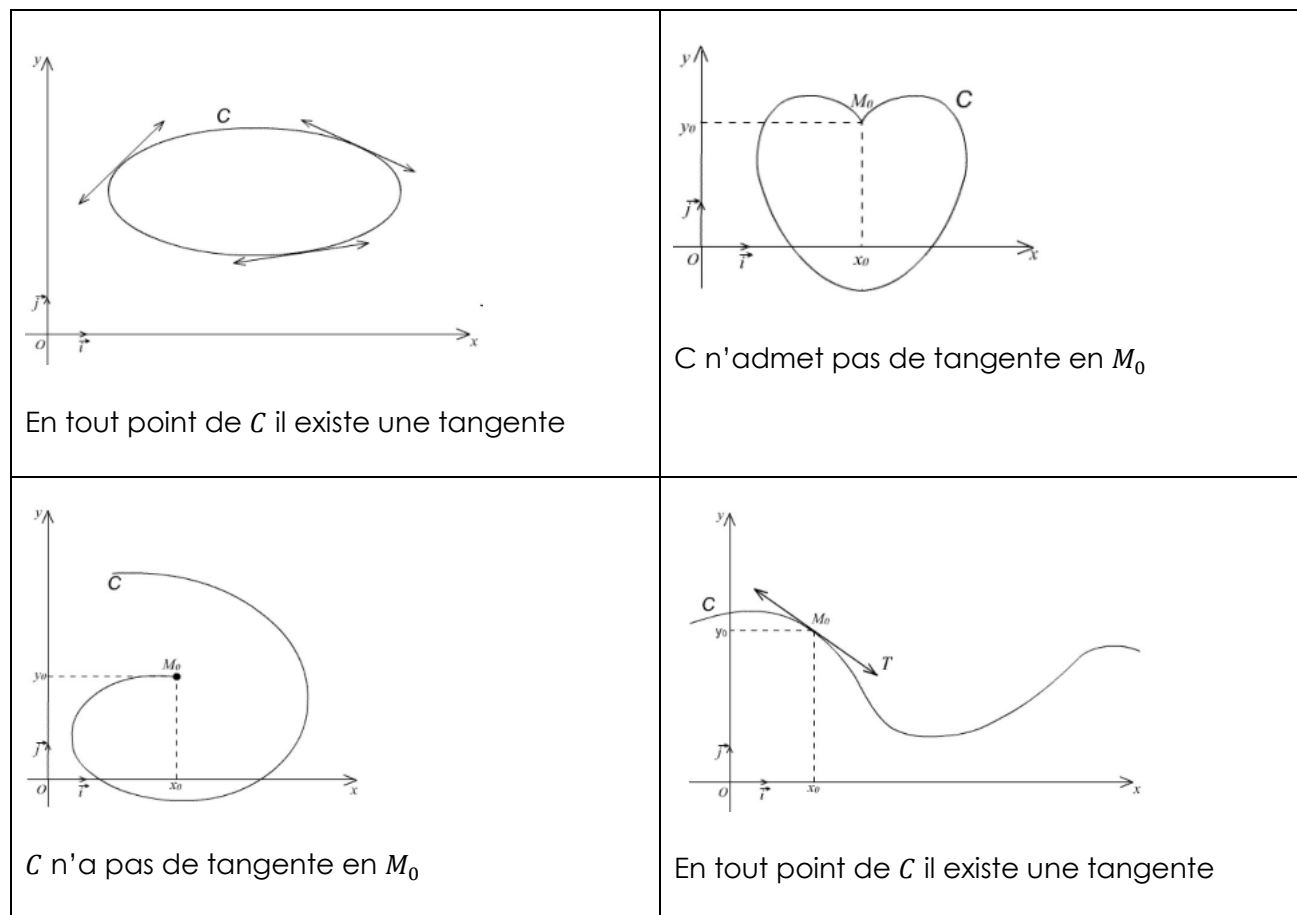 y
C
j
O
i
x
En tout point de C il existe une tangente
y
M₀
C
y₀
j
O
i
x₀
x
C n’admet pas de tangente en M₀
y
C
M₀
y₀
j
O
i
x₀
x
C n’a pas de tangente en M₀
y
C
M₀
y₀
T
j
O
i
x₀
x
En tout point de C il existe une tangente